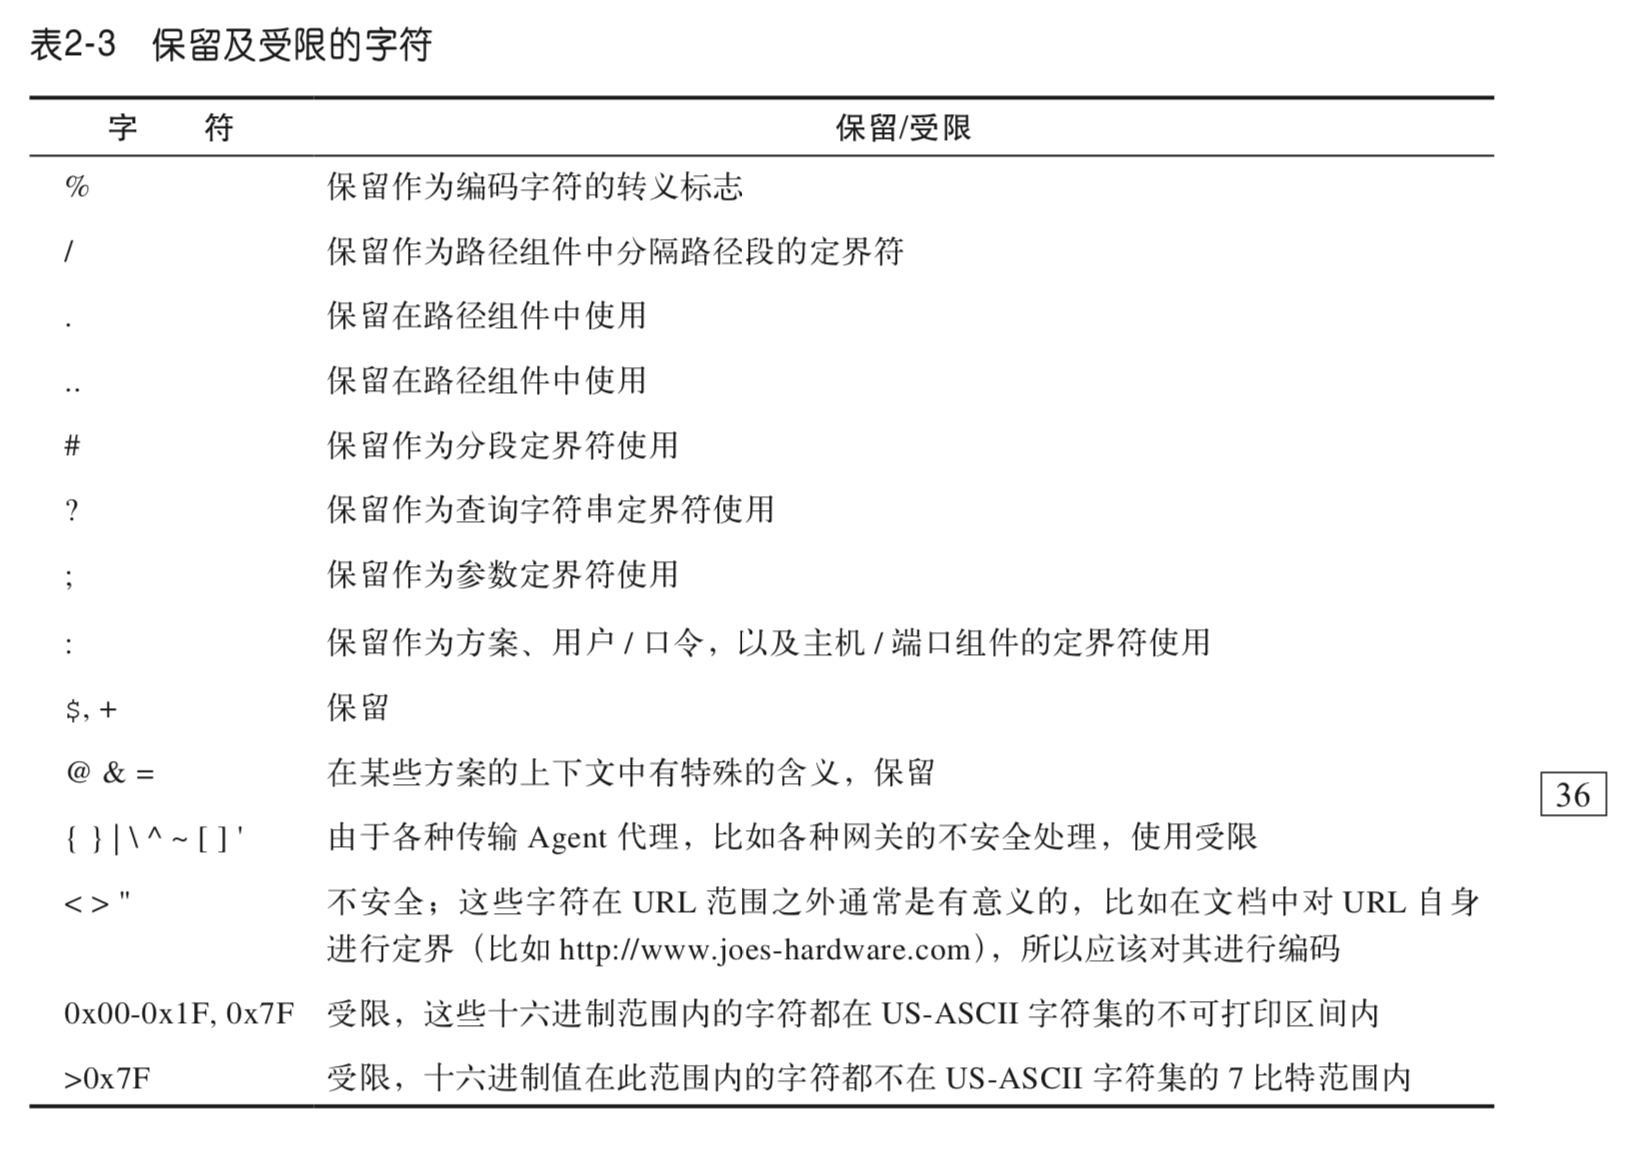 表2-3 保留及受限的字符
字 符 保留/受限
% 保留作为编码字符的转义标志
/ 保留作为路径组件中分隔路径段的定界符
. 保留在路径组件中使用
.. 保留在路径组件中使用
# 保留作为分段定界符使用
? 保留作为查询字符串定界符使用
; 保留作为参数定界符使用
: 保留作为方案、用户 / 口令，以及主机 / 端口组件的定界符使用
$, + 保留
@ & = 在某些方案的上下文中有特殊的含义，保留
36
{ } | \ ^ ~ [ ] ' 由于各种传输 Agent 代理，比如各种网关的不安全处理，使用受限
< > " 不安全；这些字符在 URL 范围之外通常是有意义的，比如在文档中对 URL 自身
进行定界（比如 http://www.joes-hardware.com），所以应该对其进行编码
0x00-0x1F, 0x7F 受限，这些十六进制范围内的字符都在 US-ASCII 字符集的不可打印区间内
>0x7F 受限，十六进制值在此范围内的字符都不在 US-ASCII 字符集的 7 比特范围内